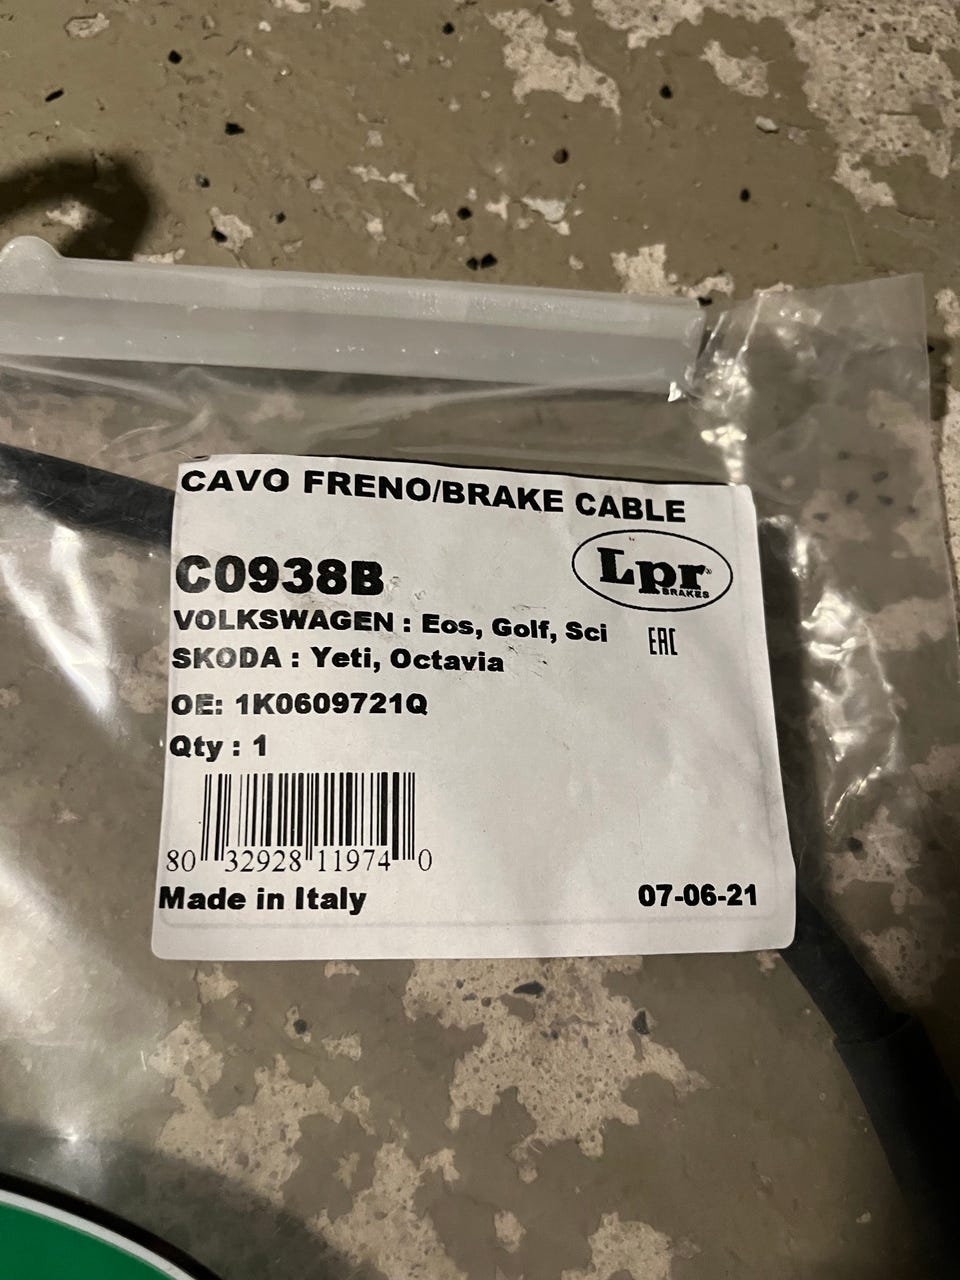 CAVO FRENO/BRAKE CABLE
C0938B
Lpr
BRAKES
VOLKSWAGEN : Eos, Golf, Sci
EAC
SKODA : Yeti, Octavia
OE: 1K0609721Q
Qty : 1
80 32928 11974 0
Made in Italy
07-06-21